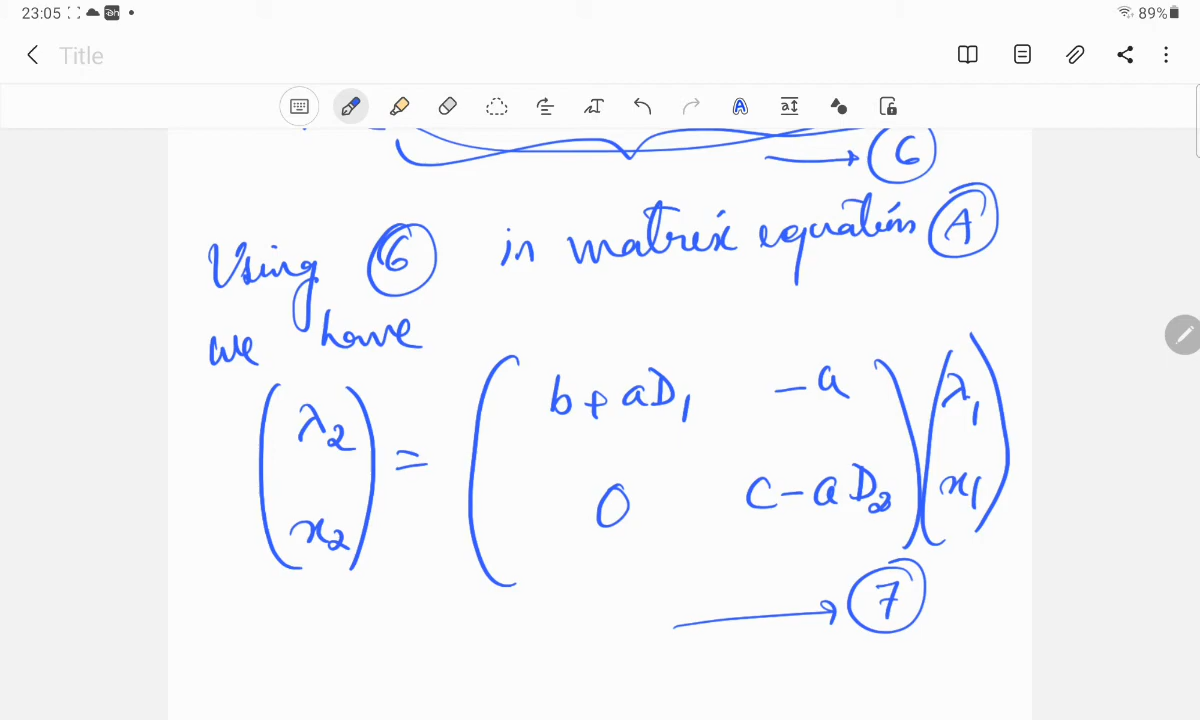 23:05 89%
Title
6
Using 6 in matrix equation A
we have
(λ₂ x₂) = (b+aD₁ -a 0 c-aD₂) (λ₁ x₁)
7